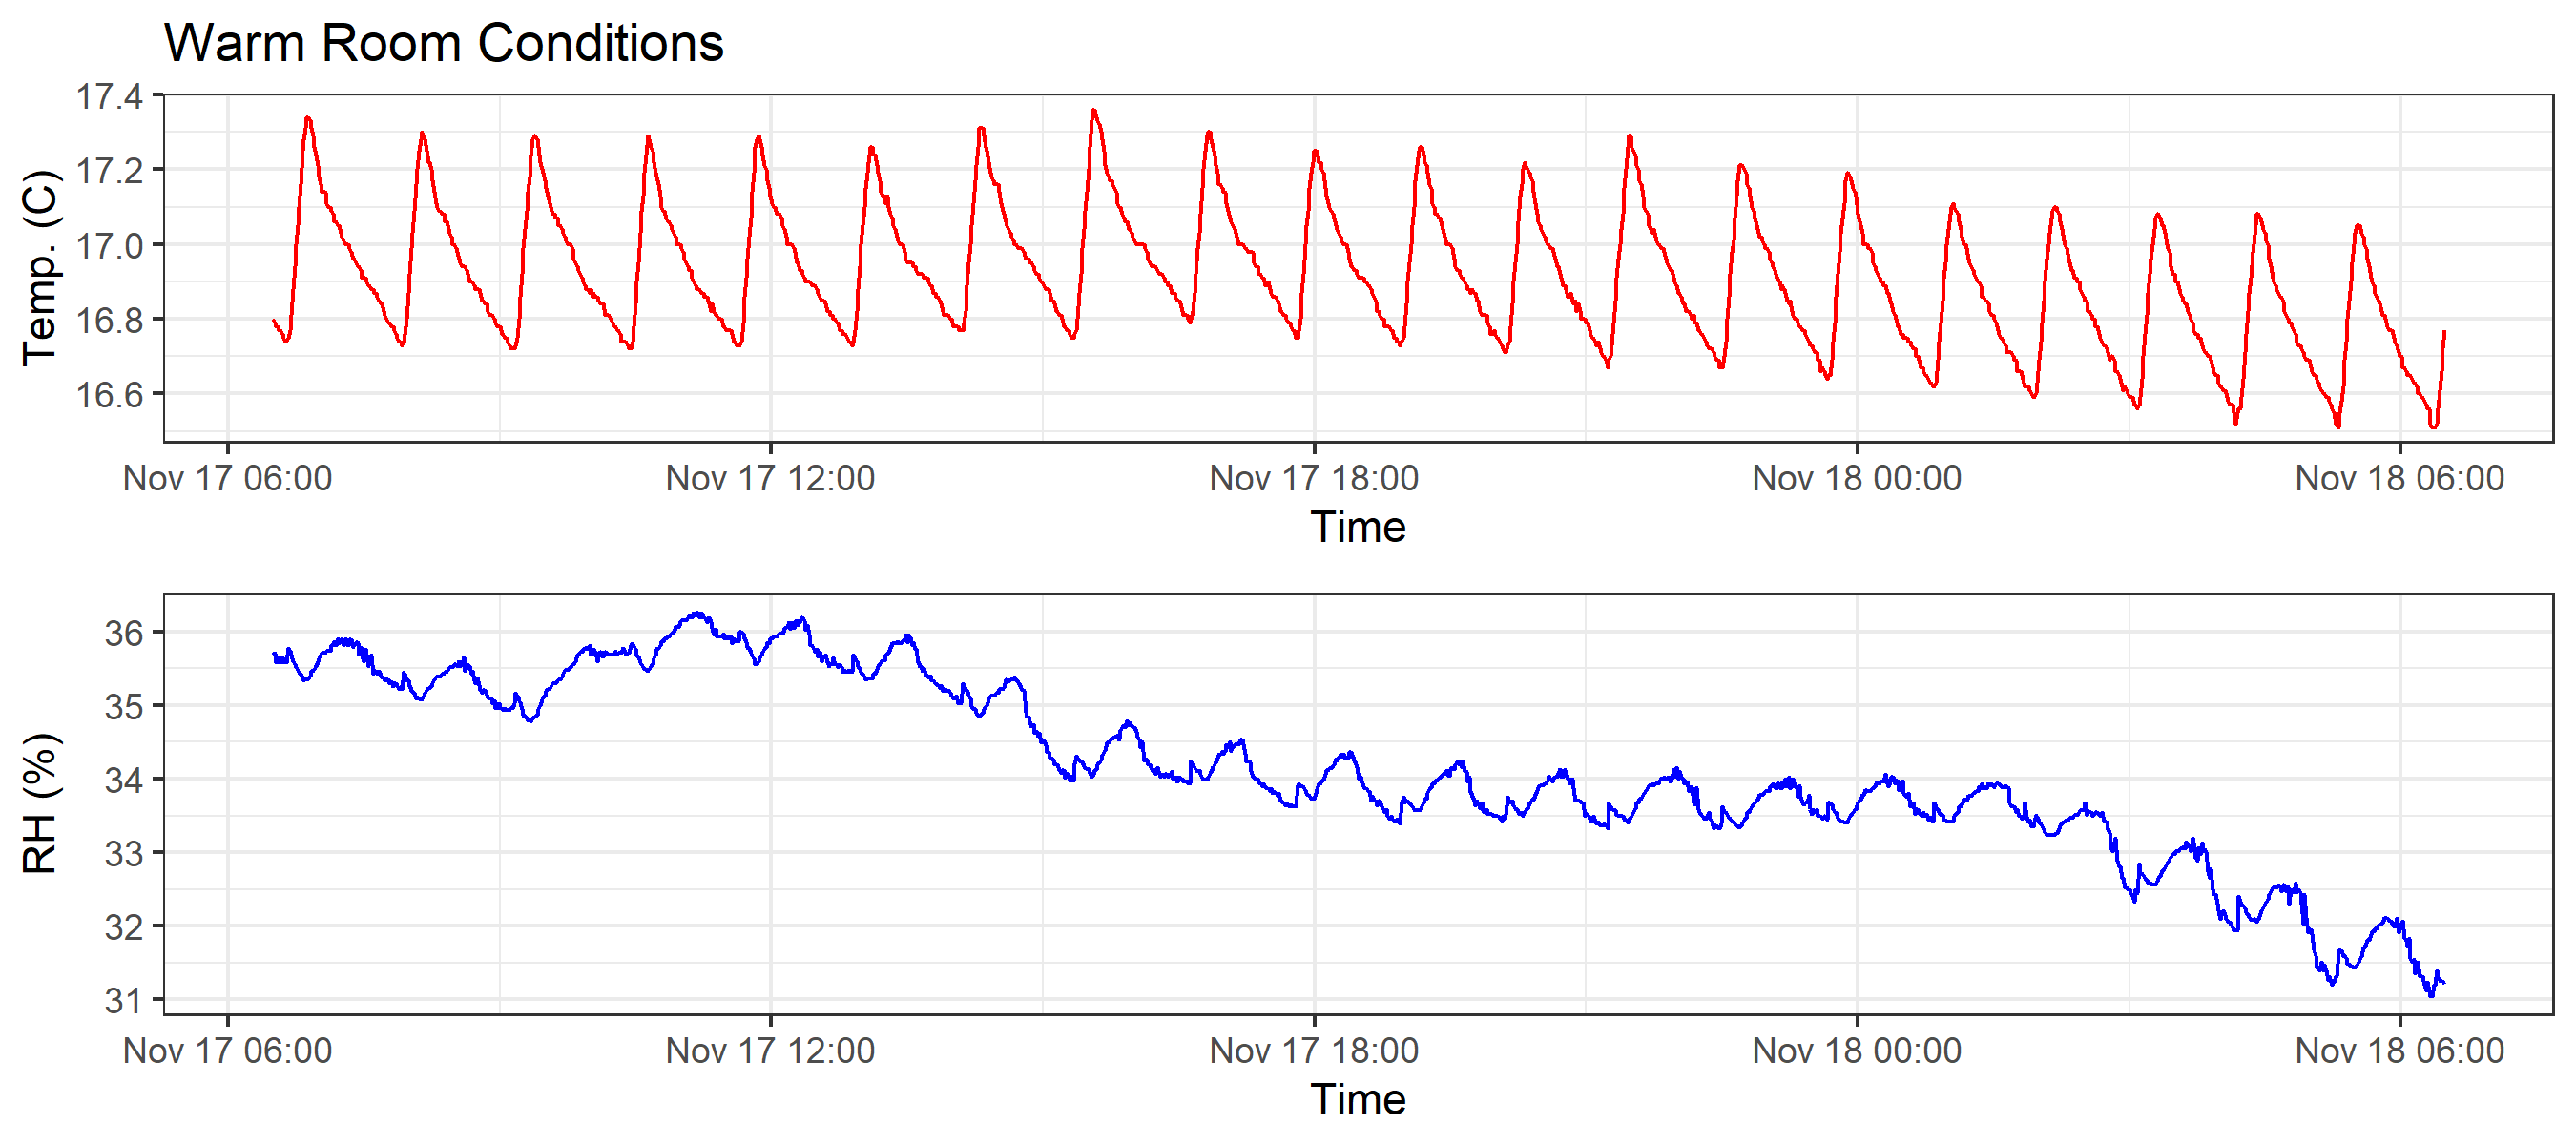 Warm Room Conditions
17.4
17.2
17.0
16.8
16.6
Temp. (C)
Nov 17 06:00 Nov 17 12:00 Nov 17 18:00 Nov 18 00:00 Nov 18 06:00
Time
36
35
34
33
32
31
RH (%)
Nov 17 06:00 Nov 17 12:00 Nov 17 18:00 Nov 18 00:00 Nov 18 06:00
Time